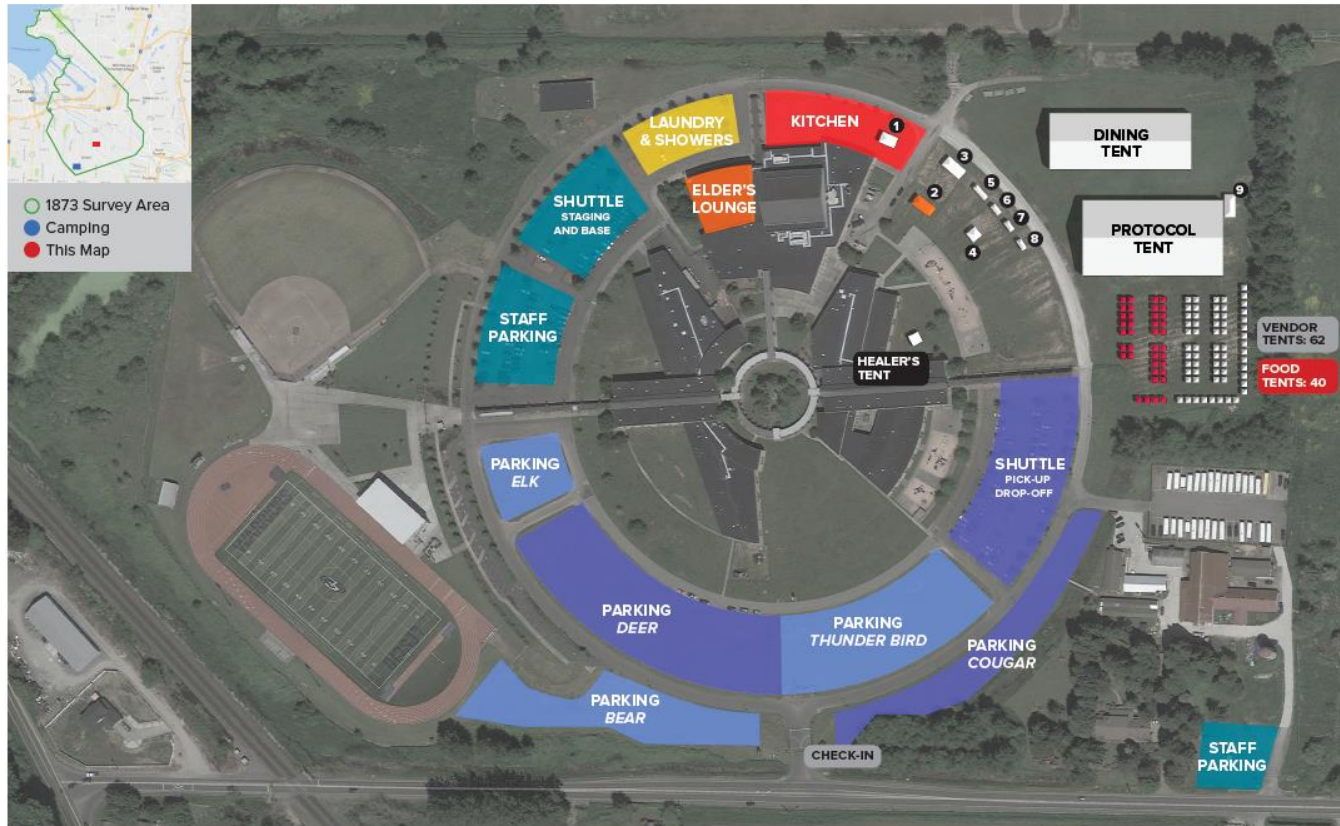 Tacoma
1873 Survey Area
Camping
This Map
LAUNDRY
& SHOWERS
KITCHEN
1
ELDER'S
LOUNGE
SHUTTLE
STAGING
AND BASE
STAFF
PARKING
2
3
4
5
6
7
8
DINING
TENT
9
PROTOCOL
TENT
VENDOR
TENTS: 62
FOOD
TENTS: 40
HEALER'S
TENT
PARKING
ELK
SHUTTLE
PICK-UP
DROP-OFF
PARKING
DEER
PARKING
THUNDER BIRD
PARKING
COUGAR
PARKING
BEAR
CHECK-IN
STAFF
PARKING